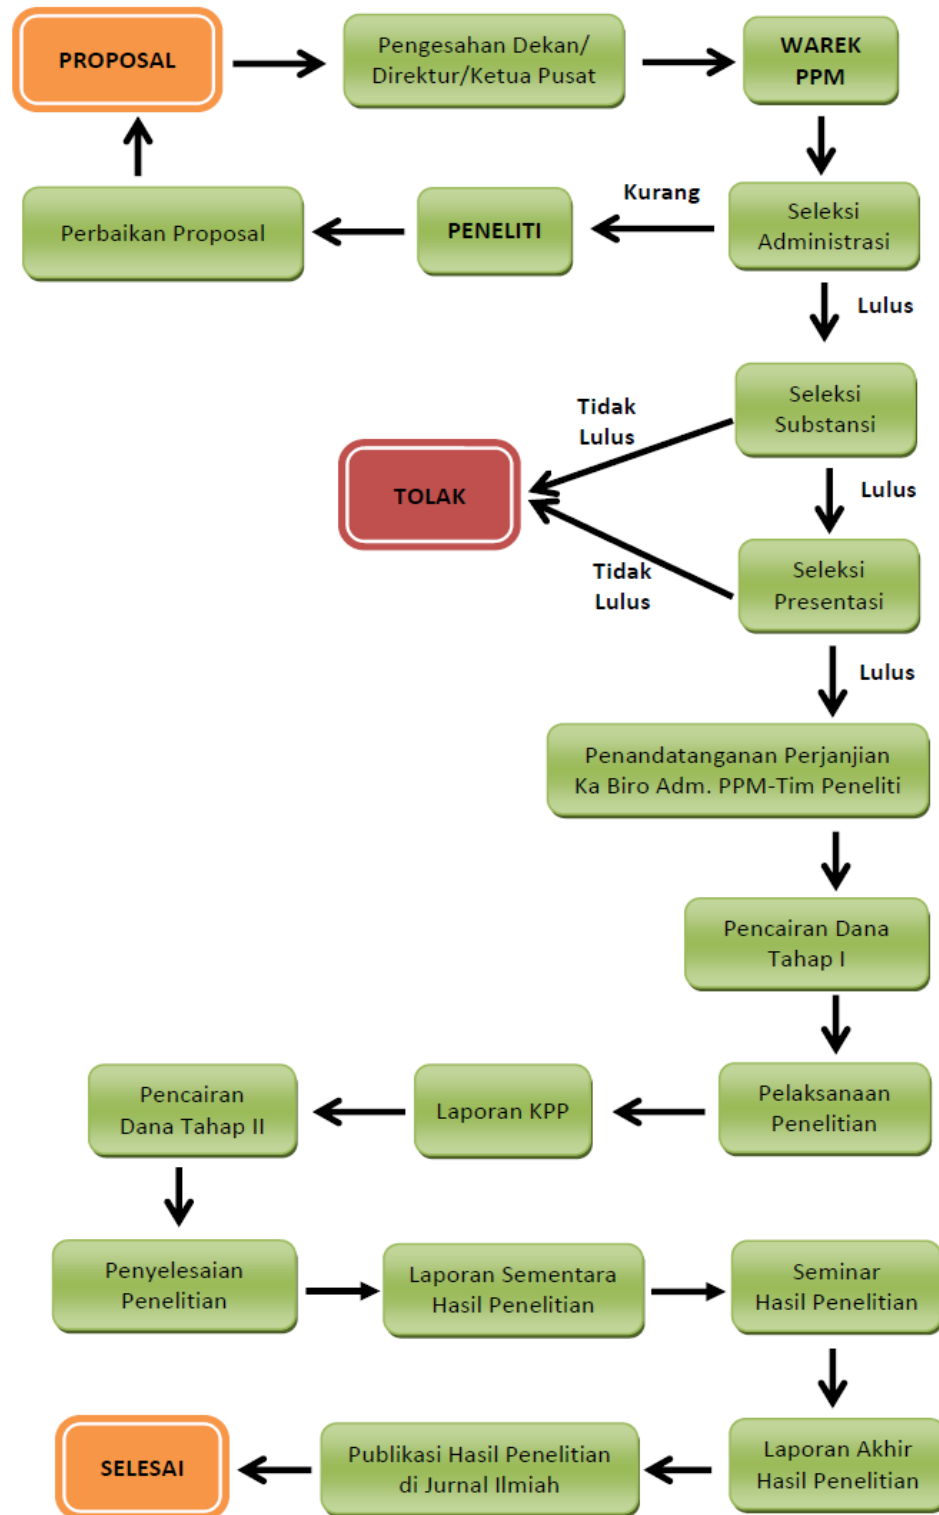 PROPOSAL
Pengesahan Dekan/
Direktur/Ketua Pusat
WAREK
PPM
Kurang
Perbaikan Proposal
PENELITI
Seleksi
Administrasi
Lulus
Seleksi
Substansi
Tidak
Lulus
TOLAK
Lulus
Tidak
Lulus
Seleksi
Presentasi
Lulus
Penandatanganan Perjanjian
Ka Biro Adm. PPM-Tim Peneliti
Pencairan Dana
Tahap I
Pencairan
Dana Tahap II
Laporan KPP
Pelaksanaan
Penelitian
Penyelesaian
Penelitian
Laporan Sementara
Hasil Penelitian
Seminar
Hasil Penelitian
SELESAI
Publikasi Hasil Penelitian
di Jurnal Ilmiah
Laporan Akhir
Hasil Penelitian